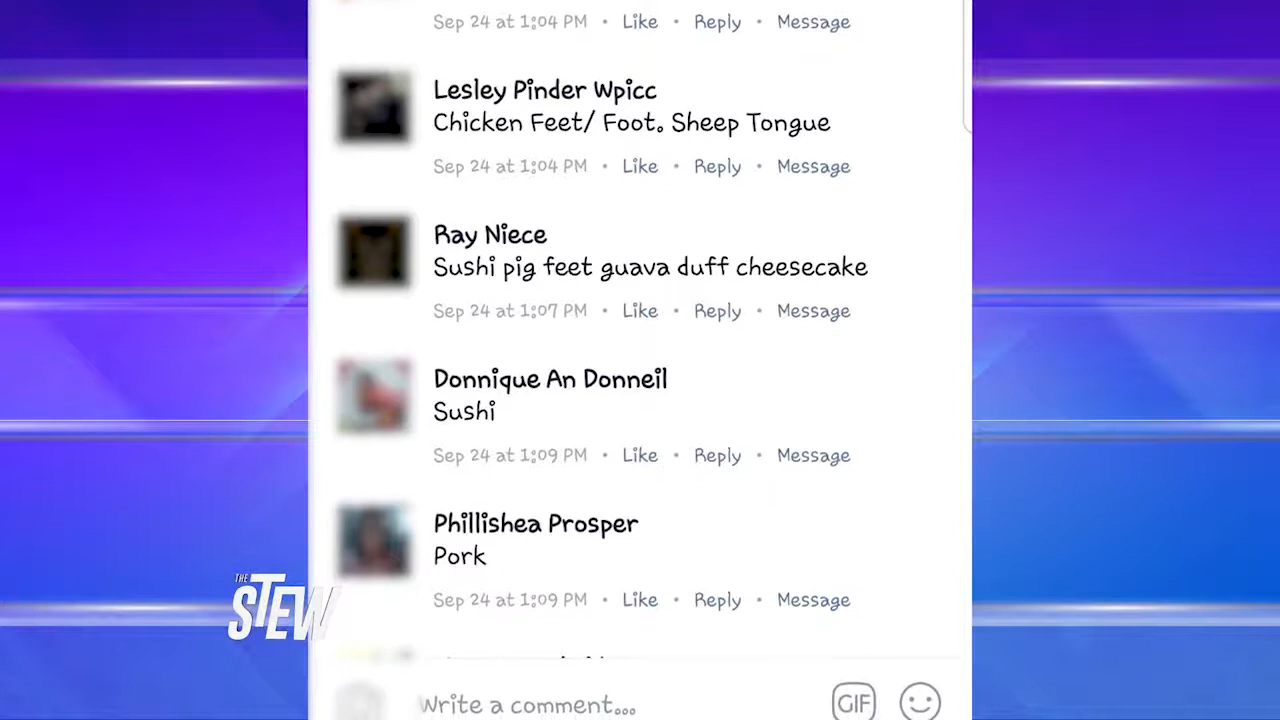 Sep 24 at 1:04 PM • Like • Reply • Message
Lesley Pinder Wpicc
Chicken Feet/ Foot. Sheep Tongue
Sep 24 at 1:04 PM • Like • Reply • Message
Ray Niece
Sushi pig feet guava duff cheesecake
Sep 24 at 1:07 PM • Like • Reply • Message
Donnique An Donneil
Sushi
Sep 24 at 1:09 PM • Like • Reply • Message
Phillishea Prosper
Pork
Sep 24 at 1:09 PM • Like • Reply • Message
THE
STEW
Write a comment...
GIF